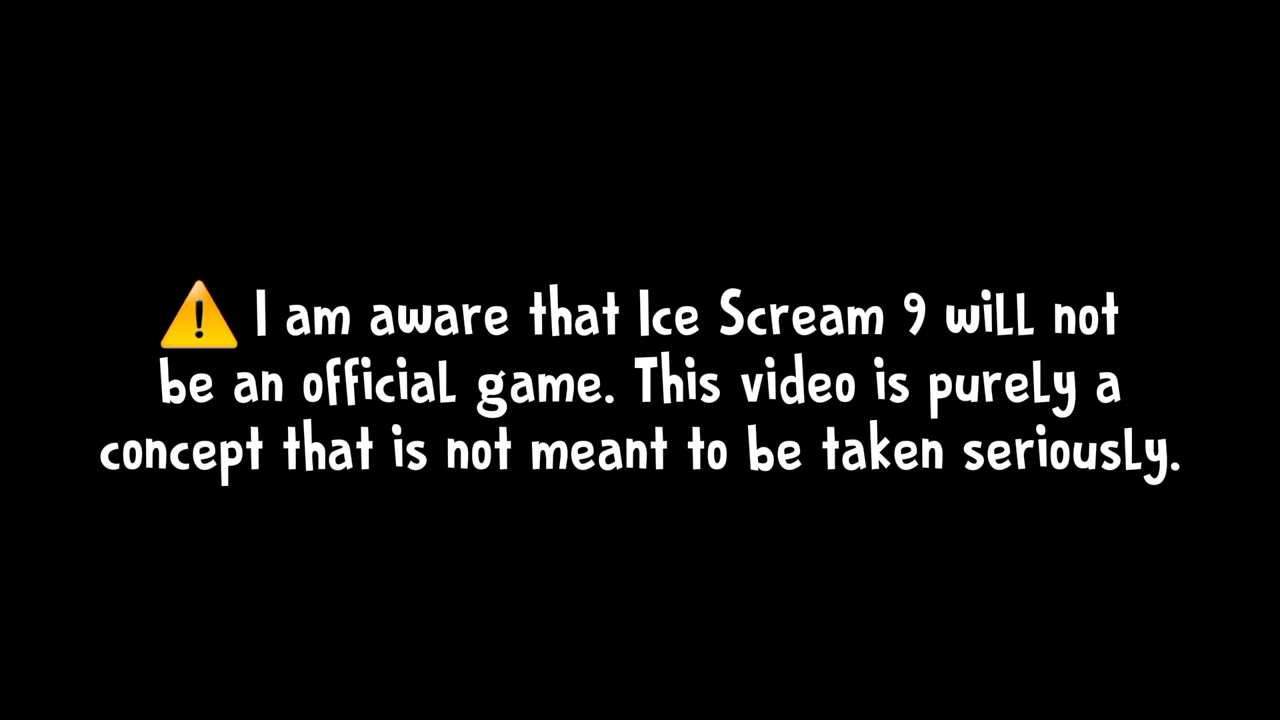 ⚠️ I am aware that Ice Scream 9 will not
be an official game. This video is purely a
concept that is not meant to be taken seriously.